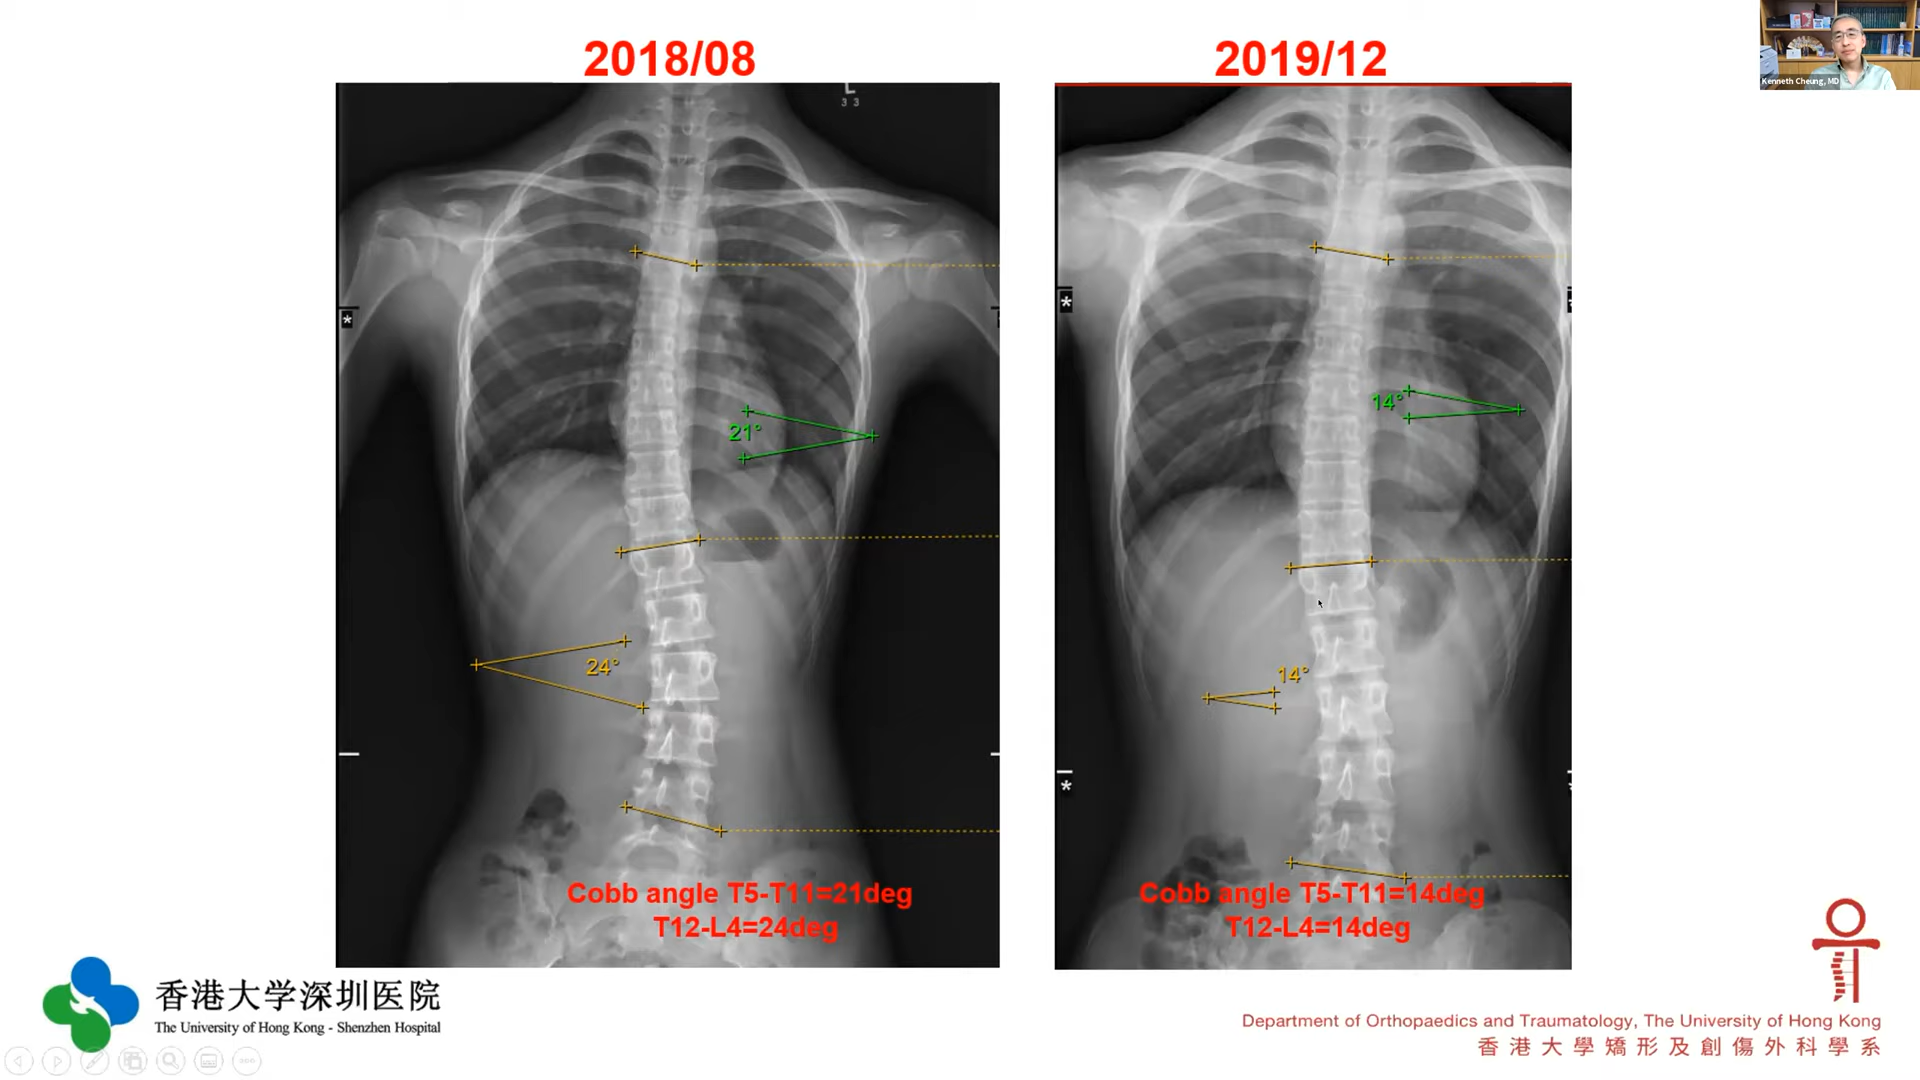 2018/08
2019/12
Kenneth Cheung, MD
L
33
*
*
*
21°
14°
24°
14°
Cobb angle T5-T11=21deg
T12-L4=24deg
Cobb angle T5-T11=14deg
T12-L4=14deg
香港大学深圳医院
The University of Hong Kong - Shenzhen Hospital
Department of Orthopaedics and Traumatology, The University of Hong Kong
香港大學矯形及創傷外科學系